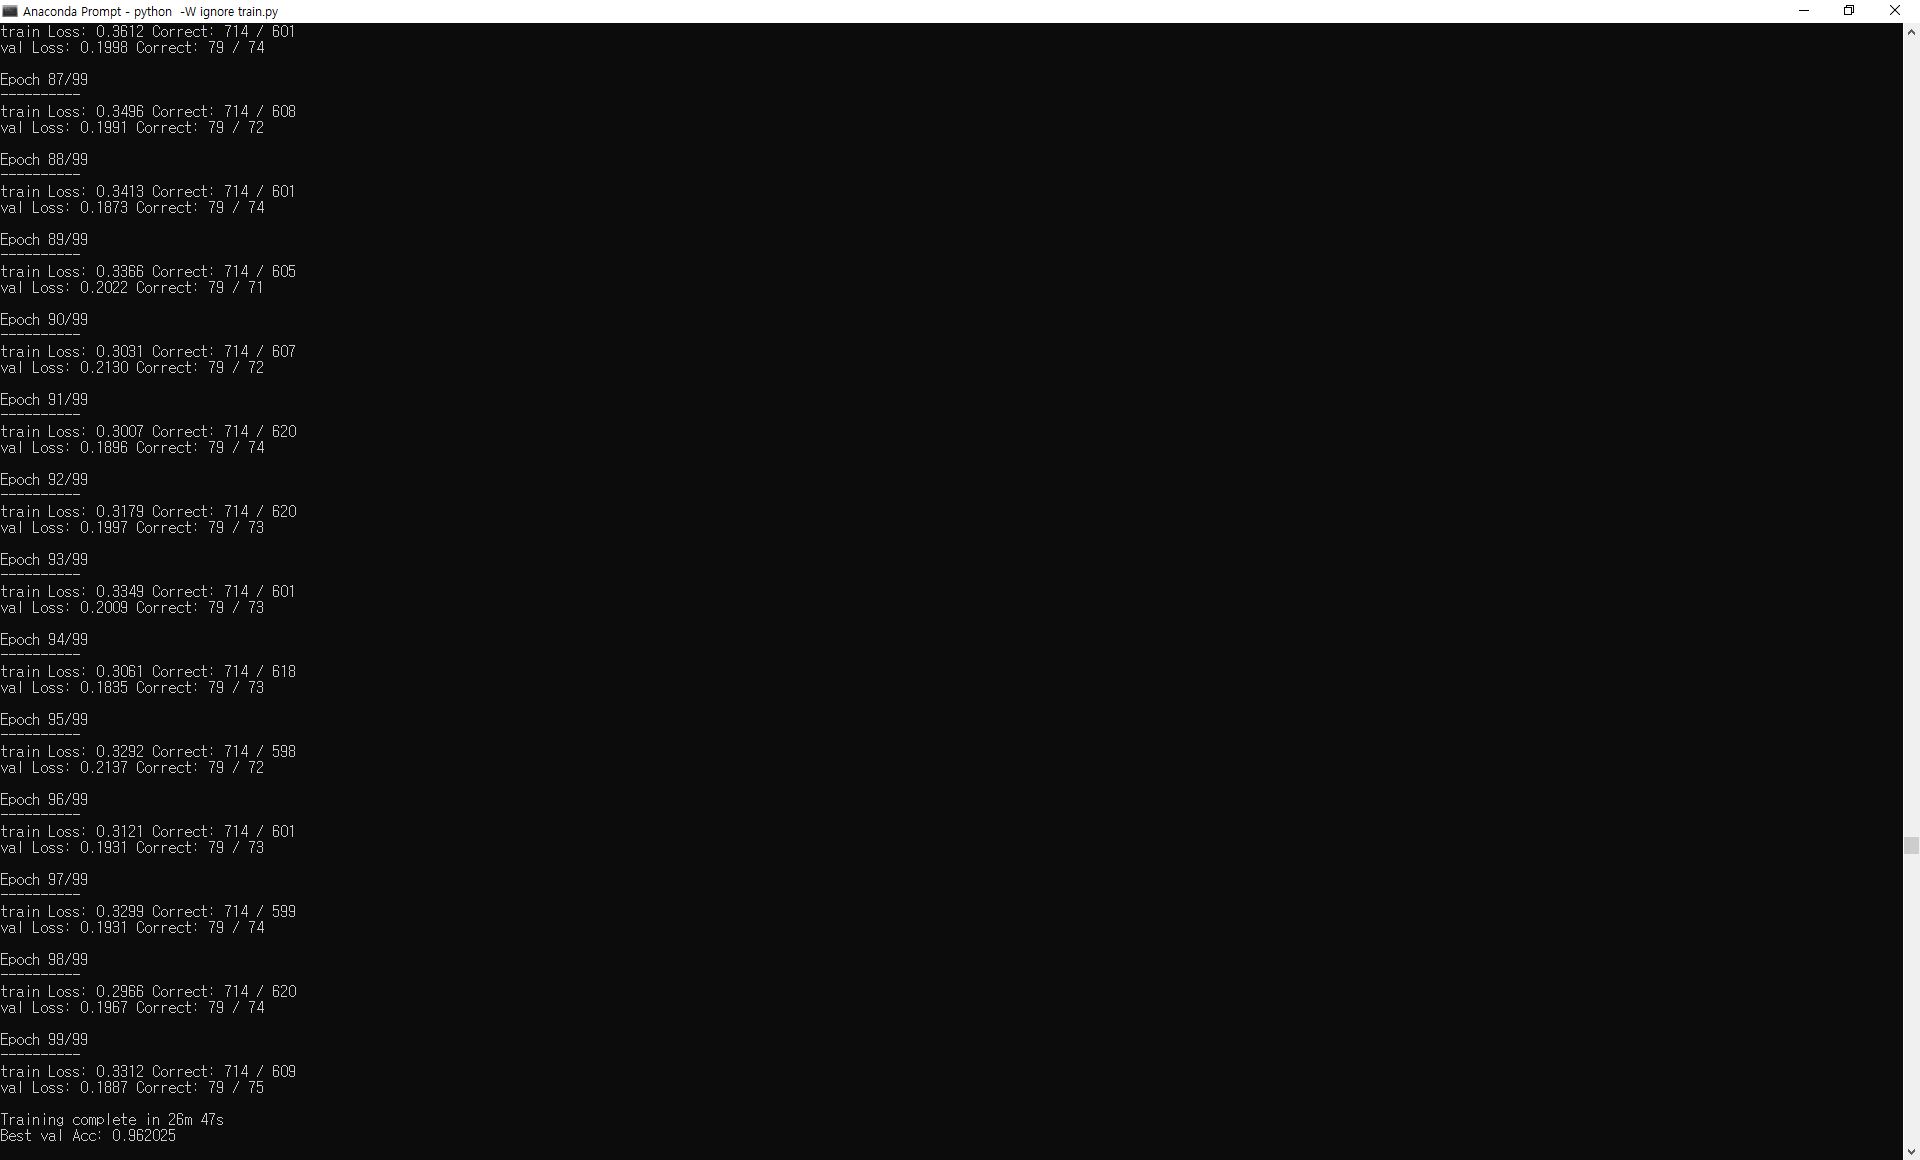 Anaconda Prompt - python  -W ignore train.py
train Loss: 0.3612 Correct: 714 / 601
val Loss: 0.1998 Correct: 79 / 74
Epoch 87/99
----------
train Loss: 0.3496 Correct: 714 / 608
val Loss: 0.1991 Correct: 79 / 72
Epoch 88/99
----------
train Loss: 0.3413 Correct: 714 / 601
val Loss: 0.1873 Correct: 79 / 74
Epoch 89/99
----------
train Loss: 0.3366 Correct: 714 / 605
val Loss: 0.2022 Correct: 79 / 71
Epoch 90/99
----------
train Loss: 0.3031 Correct: 714 / 607
val Loss: 0.2130 Correct: 79 / 72
Epoch 91/99
----------
train Loss: 0.3007 Correct: 714 / 620
val Loss: 0.1896 Correct: 79 / 74
Epoch 92/99
----------
train Loss: 0.3179 Correct: 714 / 620
val Loss: 0.1997 Correct: 79 / 73
Epoch 93/99
----------
train Loss: 0.3349 Correct: 714 / 601
val Loss: 0.2009 Correct: 79 / 73
Epoch 94/99
----------
train Loss: 0.3061 Correct: 714 / 618
val Loss: 0.1835 Correct: 79 / 73
Epoch 95/99
----------
train Loss: 0.3292 Correct: 714 / 598
val Loss: 0.2137 Correct: 79 / 72
Epoch 96/99
----------
train Loss: 0.3121 Correct: 714 / 601
val Loss: 0.1931 Correct: 79 / 73
Epoch 97/99
----------
train Loss: 0.3299 Correct: 714 / 599
val Loss: 0.1931 Correct: 79 / 74
Epoch 98/99
----------
train Loss: 0.2966 Correct: 714 / 620
val Loss: 0.1967 Correct: 79 / 74
Epoch 99/99
----------
train Loss: 0.3312 Correct: 714 / 609
val Loss: 0.1887 Correct: 79 / 75
Training complete in 26m 47s
Best val Acc: 0.962025